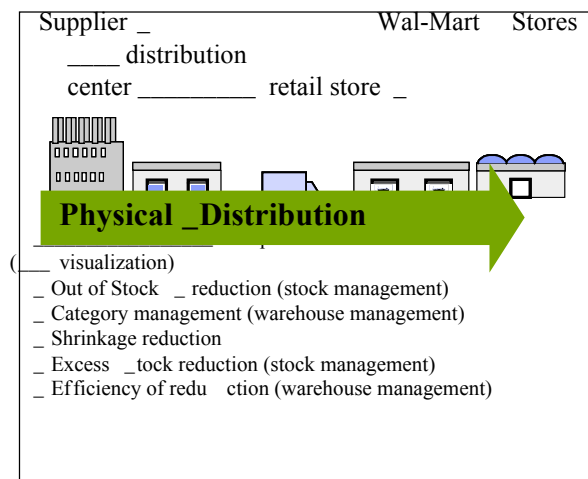 Supplier _ Wal-Mart Stores
____ distribution
center _________ retail store _
Physical _Distribution
(___ visualization)
_ Out of Stock _ reduction (stock management)
_ Category management (warehouse management)
_ Shrinkage reduction
_ Excess _tock reduction (stock management)
_ Efficiency of redu ction (warehouse management)